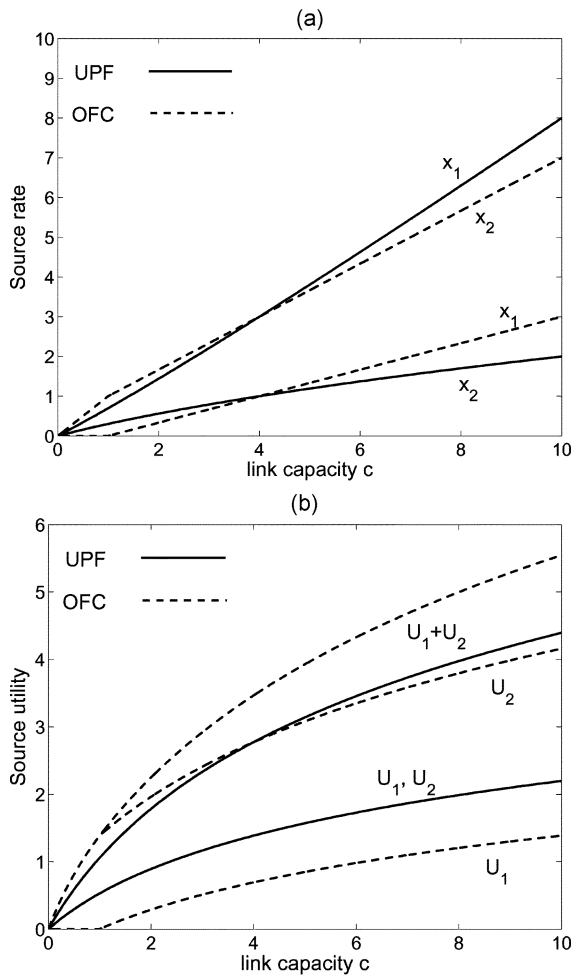 (a)
10
9
8
7
6
5
4
3
2
1
0
Source rate
UPF
OFC
x1
x2
x1
x2
0 2 4 6 8 10
link capacity c
(b)
6
5
4
3
2
1
0
Source utility
UPF
OFC
U1+U2
U2
U1, U2
U1
0 2 4 6 8 10
link capacity c